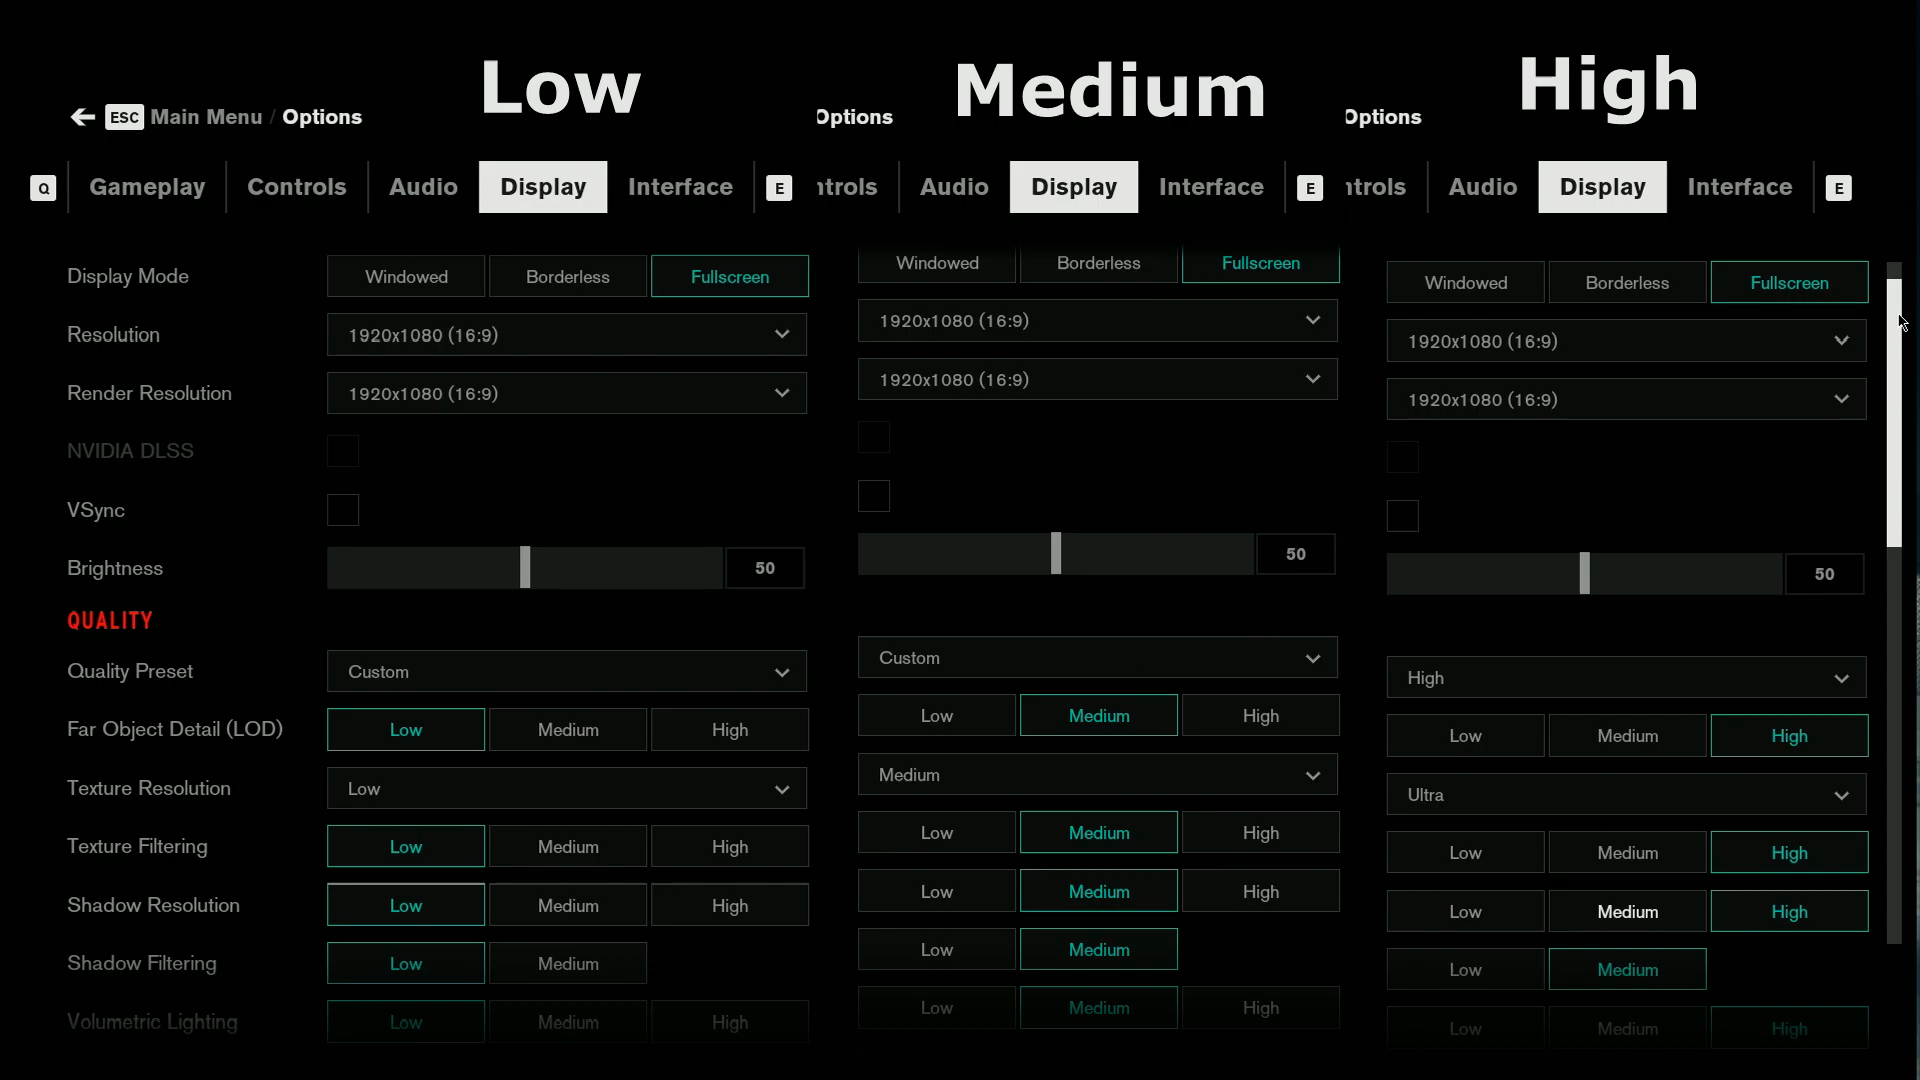 Low Medium High
ESC Main Menu / Options Options Options
Q Gameplay Controls Audio Display Interface E ntrols Audio Display Interface E ntrols Audio Display Interface E
Display Mode Windowed Borderless Fullscreen Windowed Borderless Fullscreen Windowed Borderless Fullscreen
Resolution 1920x1080 (16:9) 1920x1080 (16:9) 1920x1080 (16:9)
Render Resolution 1920x1080 (16:9) 1920x1080 (16:9) 1920x1080 (16:9)
NVIDIA DLSS
VSync
Brightness 50 50 50
QUALITY
Quality Preset Custom Custom High
Far Object Detail (LOD) Low Medium High Low Medium High Low Medium High
Texture Resolution Low Medium Ultra
Texture Filtering Low Medium High Low Medium High Low Medium High
Shadow Resolution Low Medium High Low Medium High Low Medium High
Shadow Filtering Low Medium Low Medium Low Medium
Volumetric Lighting Low Medium High Low Medium High Low Medium High